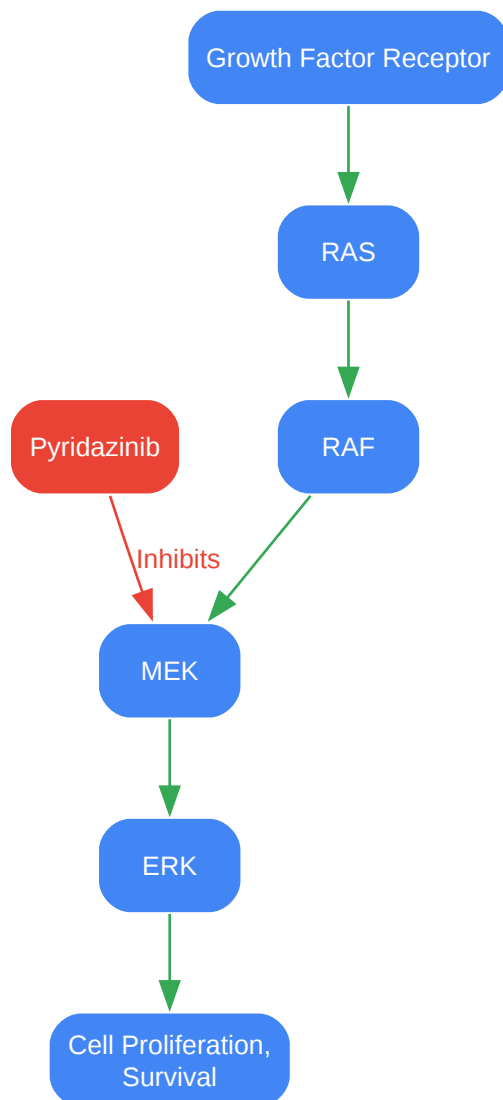 Growth Factor Receptor
RAS
Pyridazinib
RAF
Inhibits
MEK
ERK
Cell Proliferation,
Survival